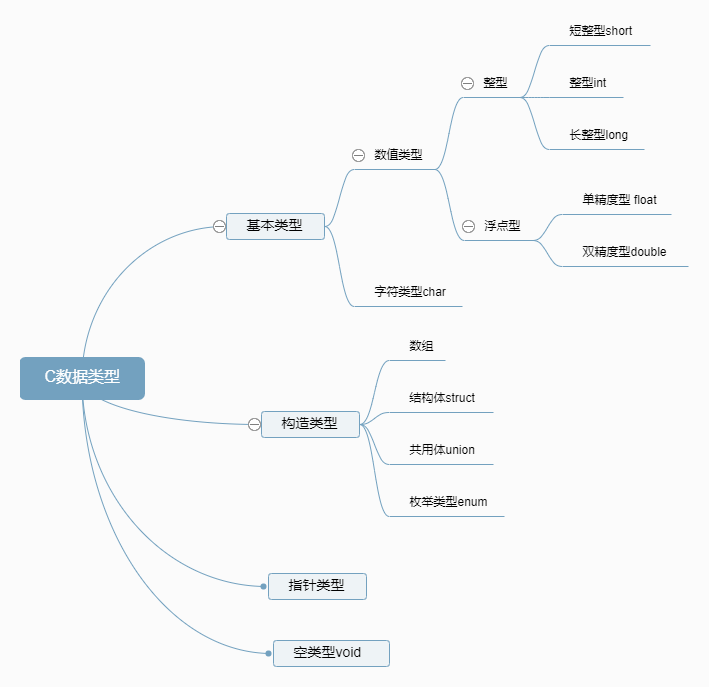 短整型short
整型
整型int
数值类型
长整型long
单精度型 float
基本类型
浮点型
双精度型double
字符类型char
数组
C数据类型
结构体struct
构造类型
共用体union
枚举类型enum
指针类型
空类型void